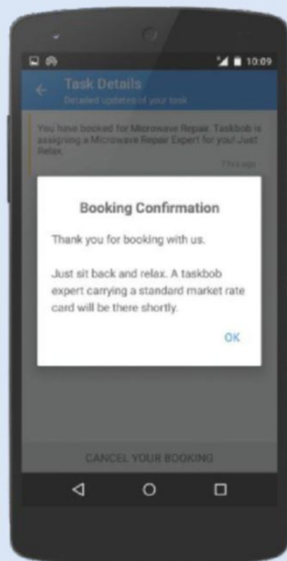 10:09
Task Details
Detailed updates of your task
You have booked for Microwave Repair. Taskbob is
assigning a Microwave Repair Expert for you! Just
Relax.
ago
Booking Confirmation
Thank you for booking with us.
Just sit back and relax. A taskbob
expert carrying a standard market rate
card will be there shortly.
OK
CANCEL YOUR BOOKING